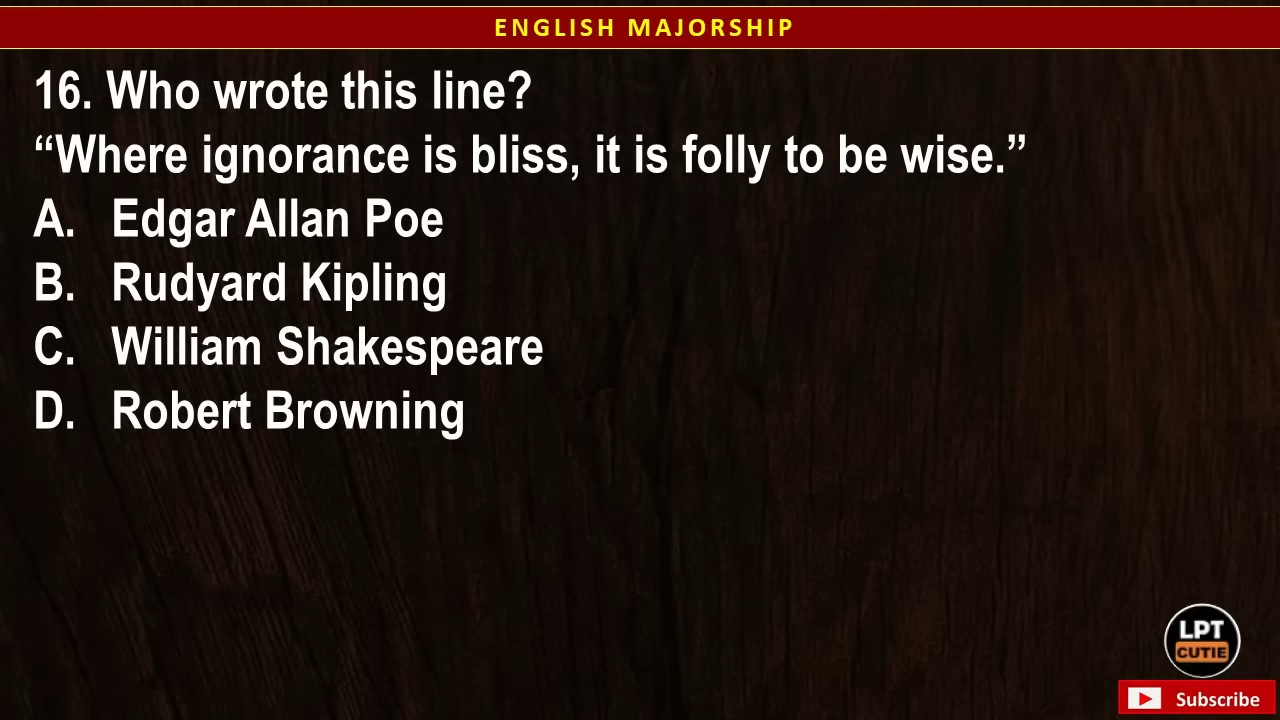 ENGLISH MAJORSHIP
16. Who wrote this line?
“Where ignorance is bliss, it is folly to be wise.”
A. Edgar Allan Poe
B. Rudyard Kipling
C. William Shakespeare
D. Robert Browning
LPT
CUTIE
Subscribe